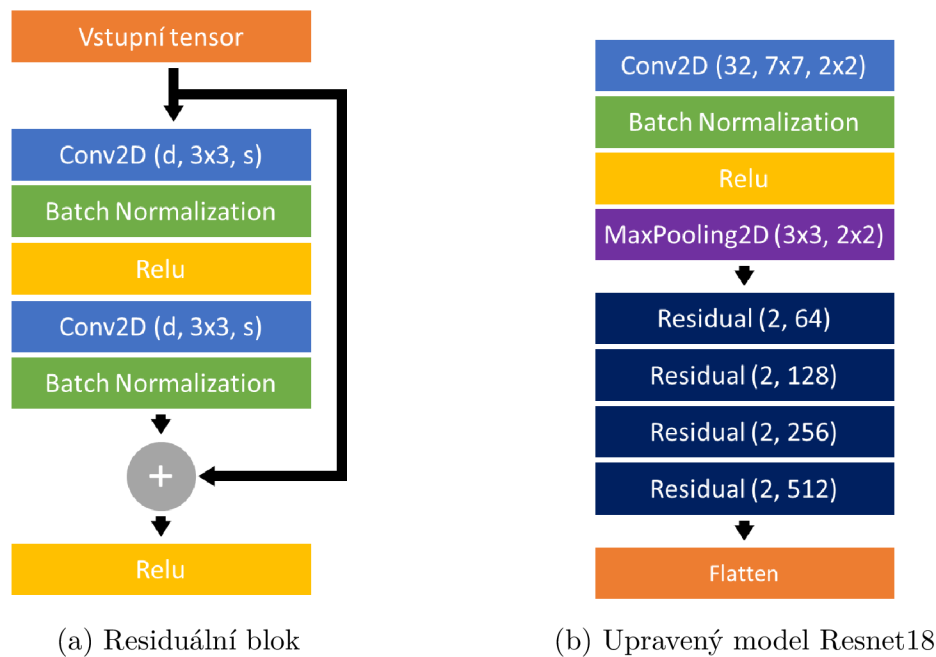 Vstupní tensor
Conv2D (d, 3x3, s)
Batch Normalization
Relu
Conv2D (d, 3x3, s)
Batch Normalization
+
Relu
(a) Residuální blok
Conv2D (32, 7x7, 2x2)
Batch Normalization
Relu
MaxPooling2D (3x3, 2x2)
Residual (2, 64)
Residual (2, 128)
Residual (2, 256)
Residual (2, 512)
Flatten
(b) Upravený model Resnet18